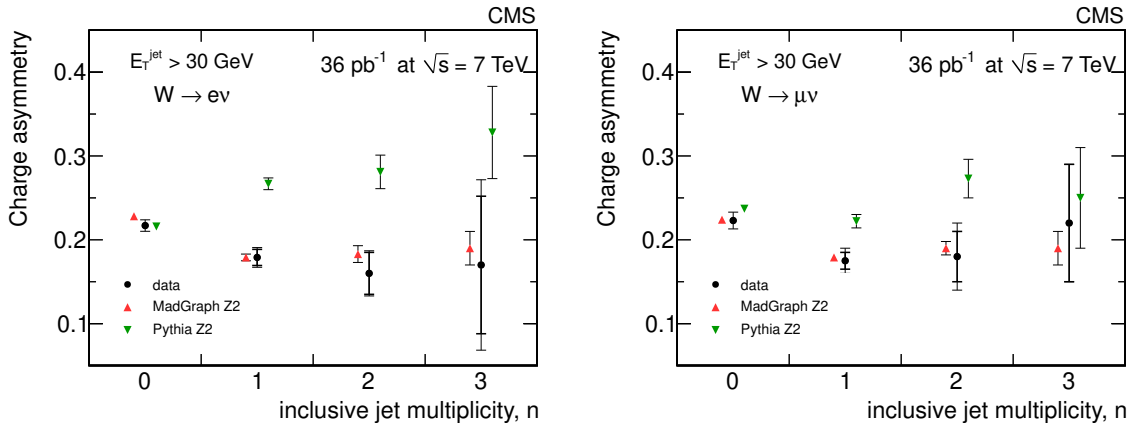 CMS
E_T^jet > 30 GeV
36 pb^-1 at √s = 7 TeV
W → eν
Charge asymmetry
0.4
0.3
0.2
0.1
data
MadGraph Z2
Pythia Z2
0 1 2 3
inclusive jet multiplicity, n
CMS
E_T^jet > 30 GeV
36 pb^-1 at √s = 7 TeV
W → μν
Charge asymmetry
0.4
0.3
0.2
0.1
data
MadGraph Z2
Pythia Z2
0 1 2 3
inclusive jet multiplicity, n